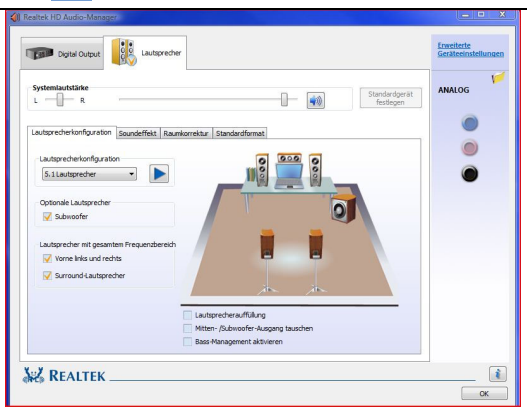 Realtek HD Audio-Manager
Digital Output
Lautsprecher
Erweiterte
Geräteeinstellungen
Systemlautstärke
L
R
Standardgerät
festlegen
ANALOG
Lautsprecherkonfiguration
Soundeffekt
Raumkorrektur
Standardformat
Lautsprecherkonfiguration
5.1 Lautsprecher
Optionale Lautsprecher
Subwoofer
Lautsprecher mit gesamtem Frequenzbereich
Vorne links und rechts
Surround-Lautsprecher
Lautsprecherauffüllung
Mitten- /Subwoofer-Ausgang tauschen
Bass-Management aktivieren
REALTEK
i
OK